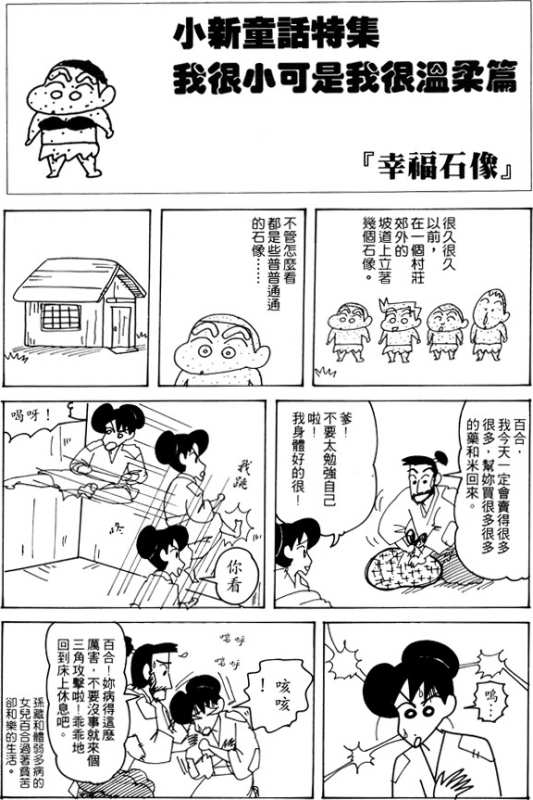 小新童話特集
我很小可是我很溫柔篇
『幸福石像』
很久很久
以前，
在一個村莊
郊外的
坡道上立著
幾個石像。
不管怎麼看
都是些普普通通
的石像……
百合，
我今天一定會賣得很多
很多，幫妳買很多很多
的藥和米回來。
爹！
不要太勉強自己
啦！
我身體好的很！
喝呀！
我跳
咚
你看
嗚…
咳咳
！
嗚呼
嗚呼
百合！妳病得這麼
厲害，不要沒事就來個
三角攻擊啦！乖乖地
回到床上休息吧。
孫藏和體弱多病的
女兒百合過著貧苦
卻和樂的生活。